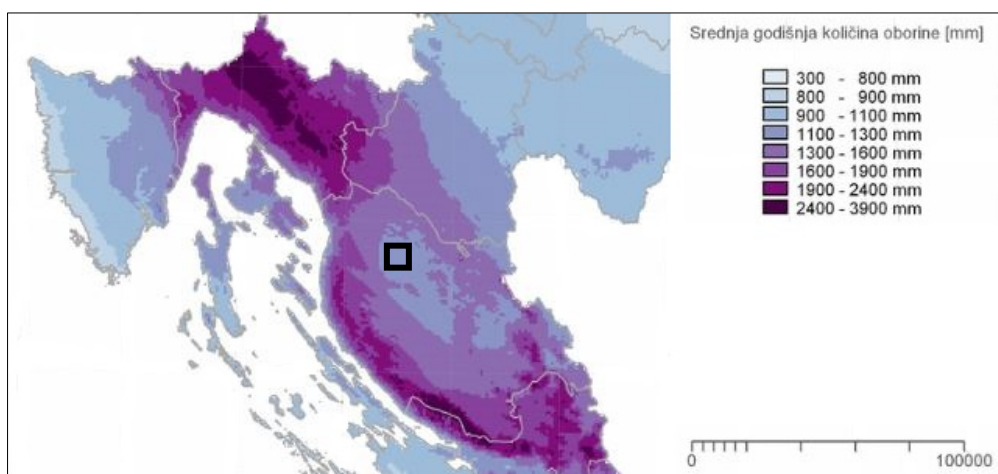 Srednja godišnja količina oborine [mm]
300 - 800 mm
800 - 900 mm
900 - 1100 mm
1100 - 1300 mm
1300 - 1600 mm
1600 - 1900 mm
1900 - 2400 mm
2400 - 3900 mm
0 100000